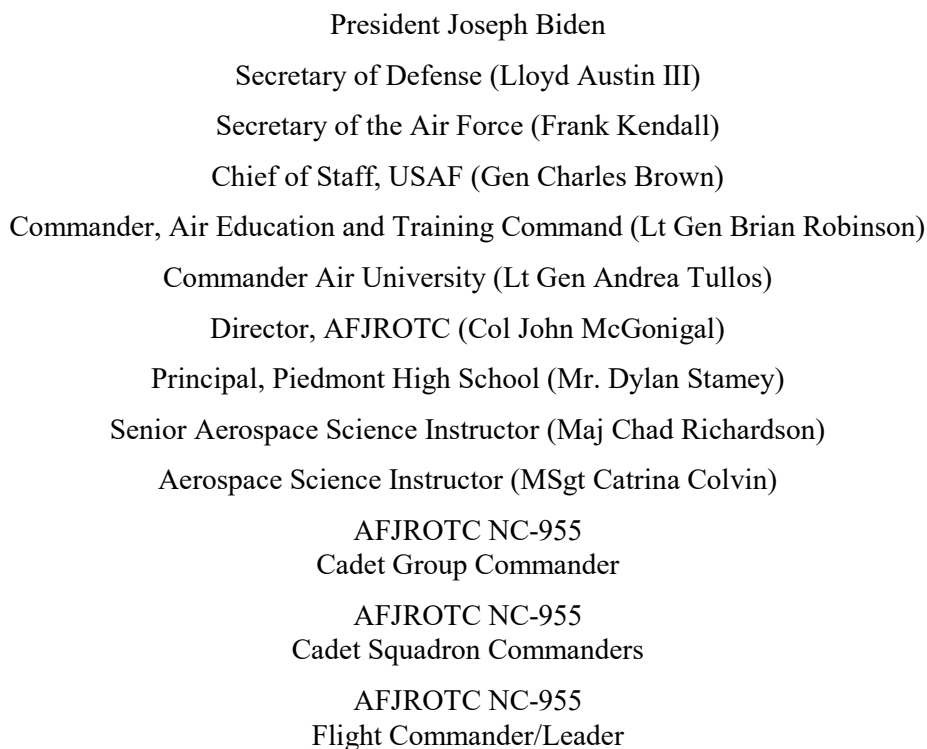 President Joseph Biden
Secretary of Defense (Lloyd Austin III)
Secretary of the Air Force (Frank Kendall)
Chief of Staff, USAF (Gen Charles Brown)
Commander, Air Education and Training Command (Lt Gen Brian Robinson)
Commander Air University (Lt Gen Andrea Tullos)
Director, AFJROTC (Col John McGonigal)
Principal, Piedmont High School (Mr. Dylan Stamey)
Senior Aerospace Science Instructor (Maj Chad Richardson)
Aerospace Science Instructor (MSgt Catrina Colvin)
AFJROTC NC-955
Cadet Group Commander
AFJROTC NC-955
Cadet Squadron Commanders
AFJROTC NC-955
Flight Commander/Leader